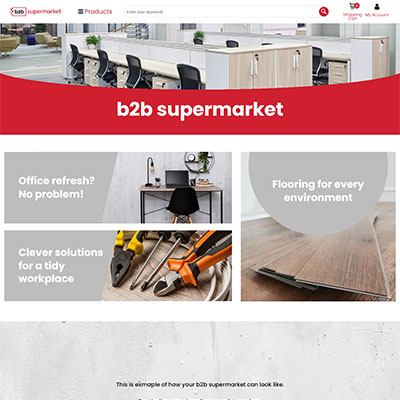 b2b supermarket
Products
Enter your keywords
0
Shopping
Cart
My Account
b2b supermarket
Office refresh?
No problem!
Flooring for every
environment
Clever solutions
for a tidy
workplace
This is exmaple of how your b2b supermarket can look like.